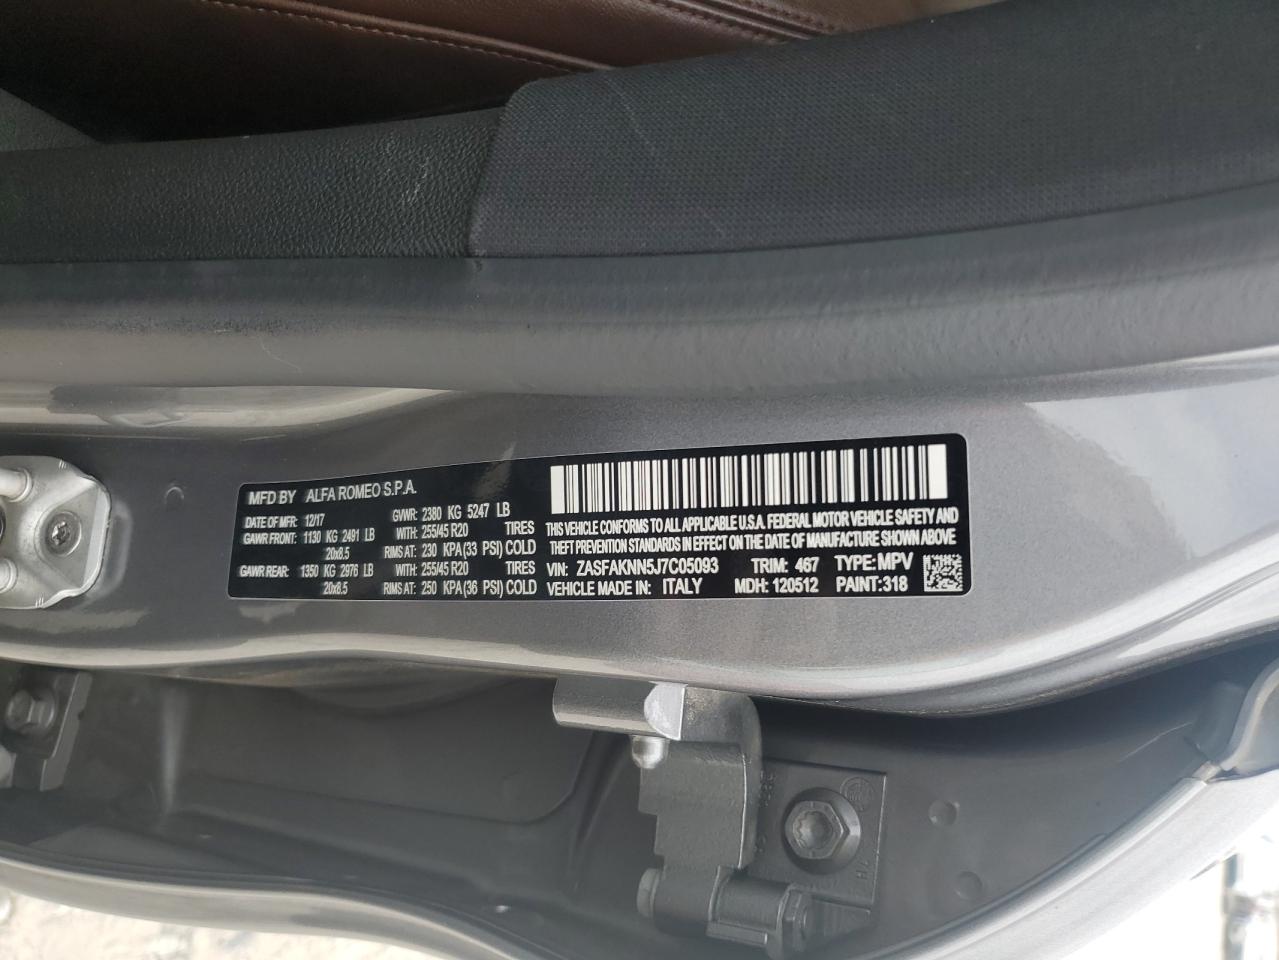 MFD BY ALFA ROMEO S.P.A.
DATE OF MFR: 12/17 GVWR: 2380 KG 5247 LB
GAWR FRONT: 1130 KG 2491 LB WITH: 255/45 R20 TIRES
20x8.5 RIMS AT: 230 KPA(33 PSI) COLD
GAWR REAR: 1350 KG 2976 LB WITH: 255/45 R20 TIRES
20x8.5 RIMS AT: 250 KPA(36 PSI) COLD
THIS VEHICLE CONFORMS TO ALL APPLICABLE U.S.A. FEDERAL MOTOR VEHICLE SAFETY AND
THEFT PREVENTION STANDARDS IN EFFECT ON THE DATE OF MANUFACTURE SHOWN ABOVE
VIN: ZASFAKNN5J7C05093 TRIM: 467 TYPE: MPV
VEHICLE MADE IN: ITALY MDH: 120512 PAINT:318